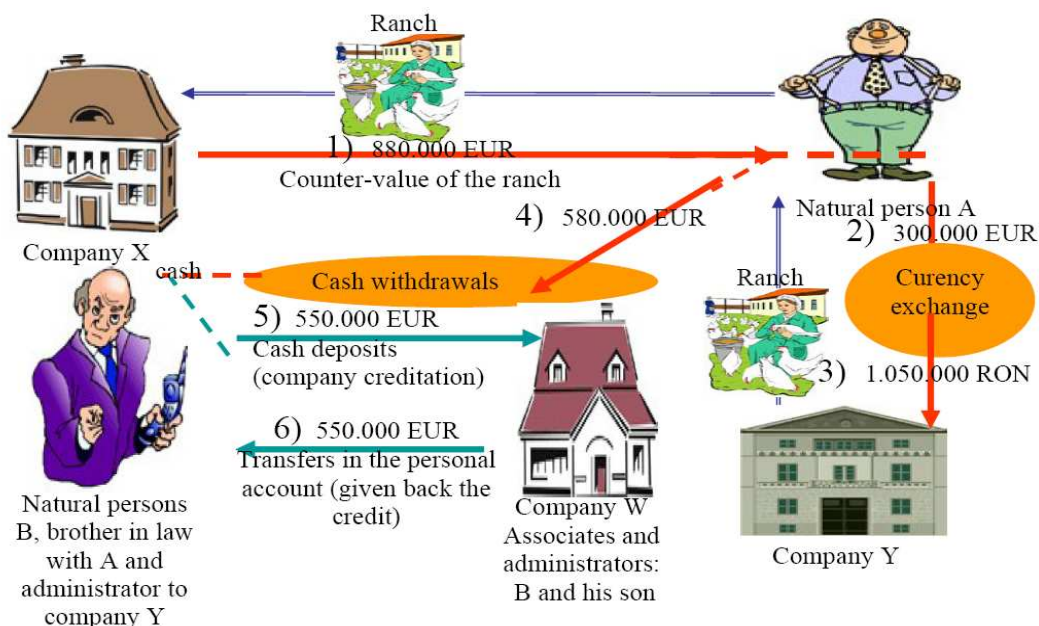 Ranch
1) 880.000 EUR
Counter-value of the ranch
Company X
Natural person A
4) 580.000 EUR
2) 300.000 EUR
cash
Cash withdrawals
Ranch
Curency
exchange
5) 550.000 EUR
Cash deposits
(company creditation)
3) 1.050.000 RON
6) 550.000 EUR
Transfers in the personal
account (given back the
credit)
Natural persons
B, brother in law
with A and
administrator to
company Y
Company W
Associates and
administrators:
B and his son
Company Y